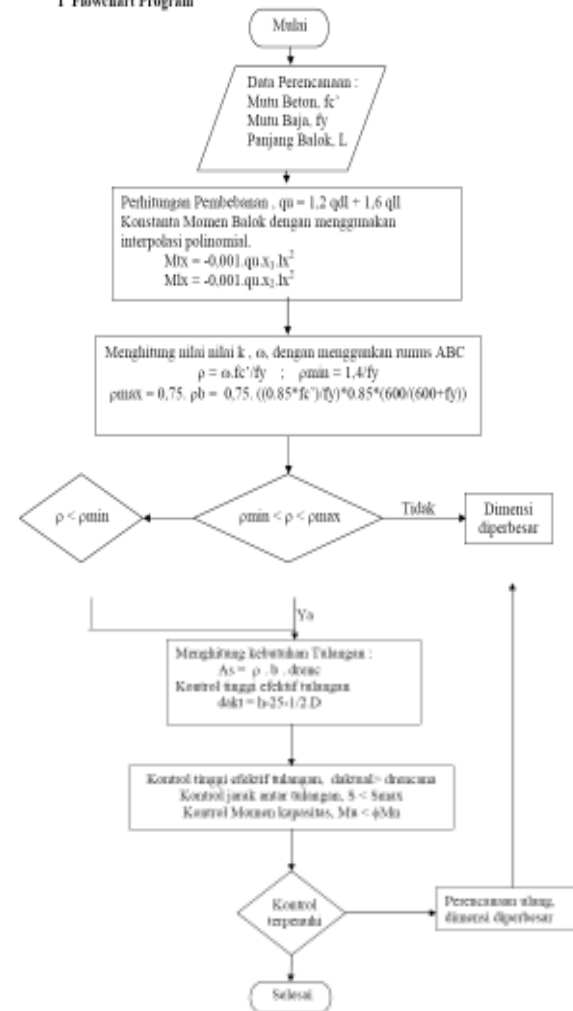 1 Flowchart Program
Mulai
Data Perencanaan :
Mutu Beton, fc'
Mutu Baja, fy
Panjang Balok, L
Perhitungan Pembebanan , qu = 1,2 qdl + 1,6 qll
Konstanta Momen Balok dengan menggunakan
interpolasi polinomial.
Mtx = -0,001.qu.x₁.lx²
Mlx = -0,001.qu.x₂.lx²
Menghitung nilai nilai k , ω, dengan menggunkan rumus ABC
ρ = ω.fc'/fy ; ρmin = 1,4/fy
ρmax = 0,75. ρb = 0,75. ((0.85*fc')/fy)*0.85*(600/(600+fy))
ρ < ρmin
ρmin < ρ < ρmax
Tidak
Dimensi
diperbesar
Ya
Menghitung kebutuhan Tulangan :
As = ρ . b . drenc
Kontrol tinggi efektif tulangan
dakt = h-25-1/2.D
Kontrol tinggi efektif tulangan, daktual> drencana
Kontrol jarak antar tulangan, S < Smax
Kontrol Momen kapasitas, Mu < ϕMn
Kontrol
terpenuhi
Perencanaan ulang,
dimensi diperbesar
Selesai